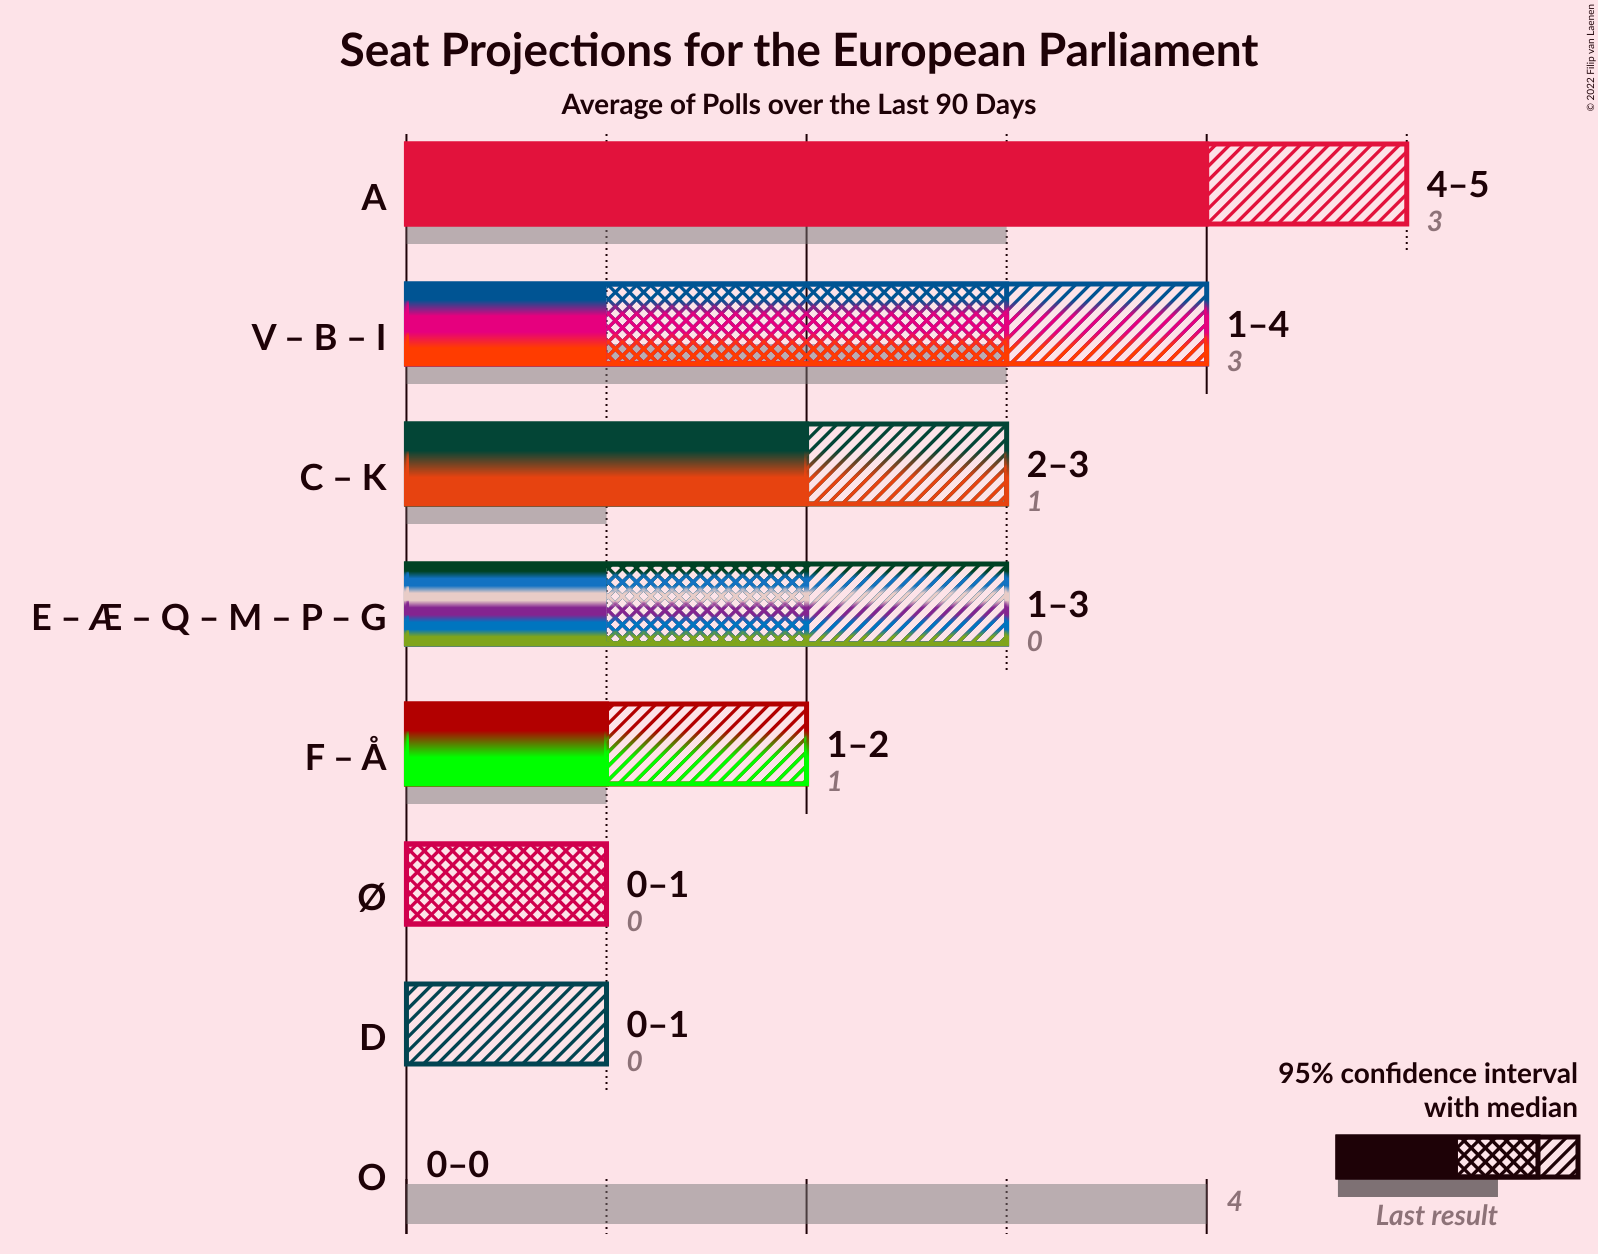 Seat Projections for the European Parliament
Average of Polls over the Last 90 Days
© 2022 Filip van Laenen
A
4–5
3
V – B – I
1–4
3
C – K
2–3
1
E – Æ – Q – M – P – G
1–3
0
F – Å
1–2
1
Ø
0–1
0
D
0–1
0
O
0–0
4
95% confidence interval
with median
Last result